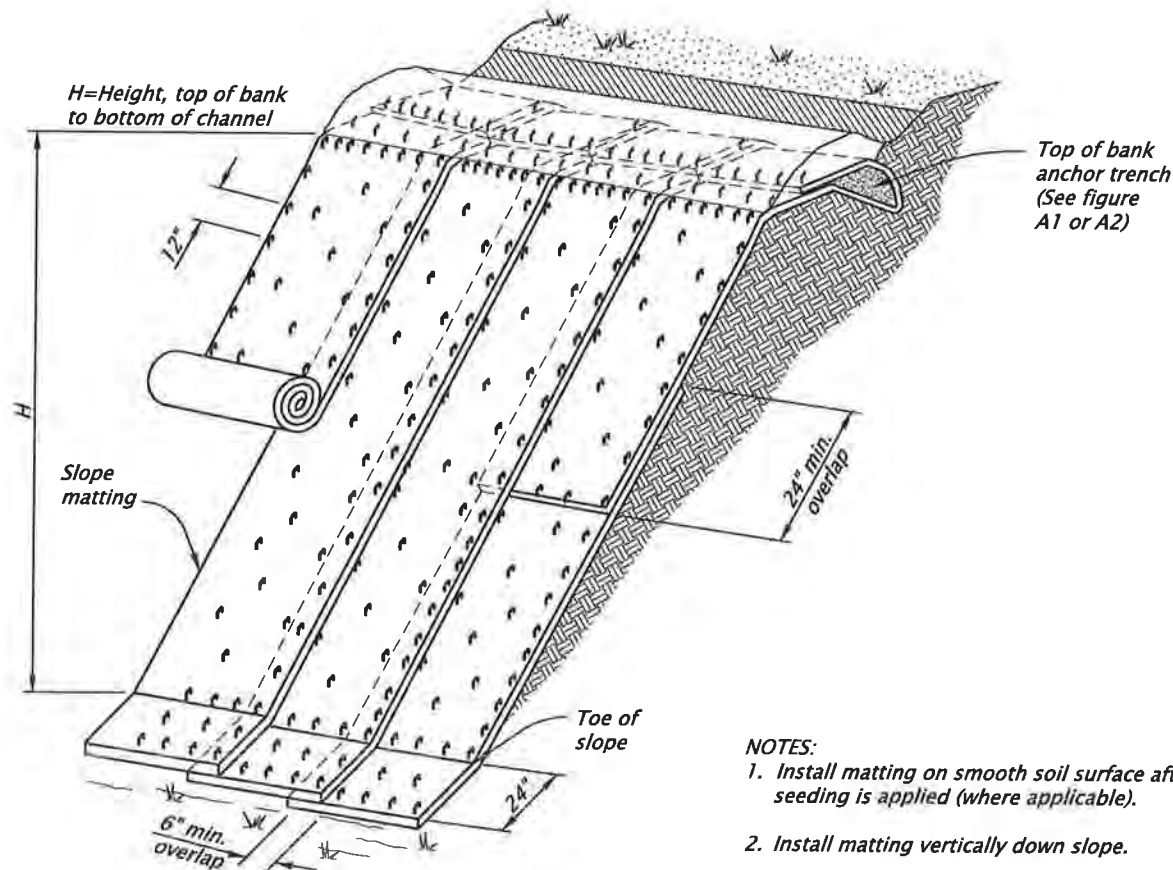 H=Height, top of bank
to bottom of channel
12"
H
Slope
matting
Top of bank
anchor trench
(See figure
A1 or A2)
24" min.
overlap
Toe of
slope
24"
6" min.
overlap
NOTES:
1. Install matting on smooth soil surface aft
seeding is applied (where applicable).
2. Install matting vertically down slope.